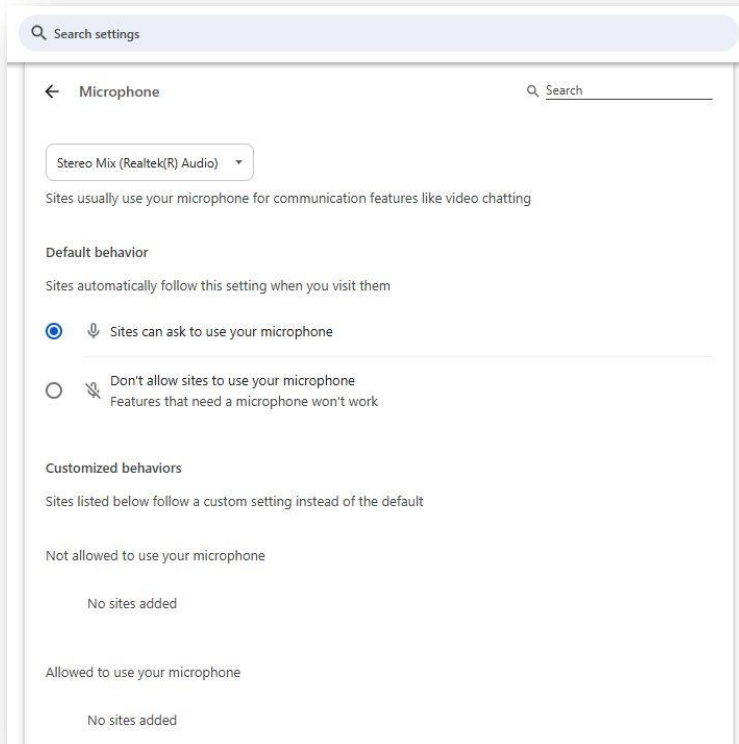 Search settings
Microphone
Search
Stereo Mix (Realtek(R) Audio)
Sites usually use your microphone for communication features like video chatting
Default behavior
Sites automatically follow this setting when you visit them
Sites can ask to use your microphone
Don't allow sites to use your microphone
Features that need a microphone won't work
Customized behaviors
Sites listed below follow a custom setting instead of the default
Not allowed to use your microphone
No sites added
Allowed to use your microphone
No sites added